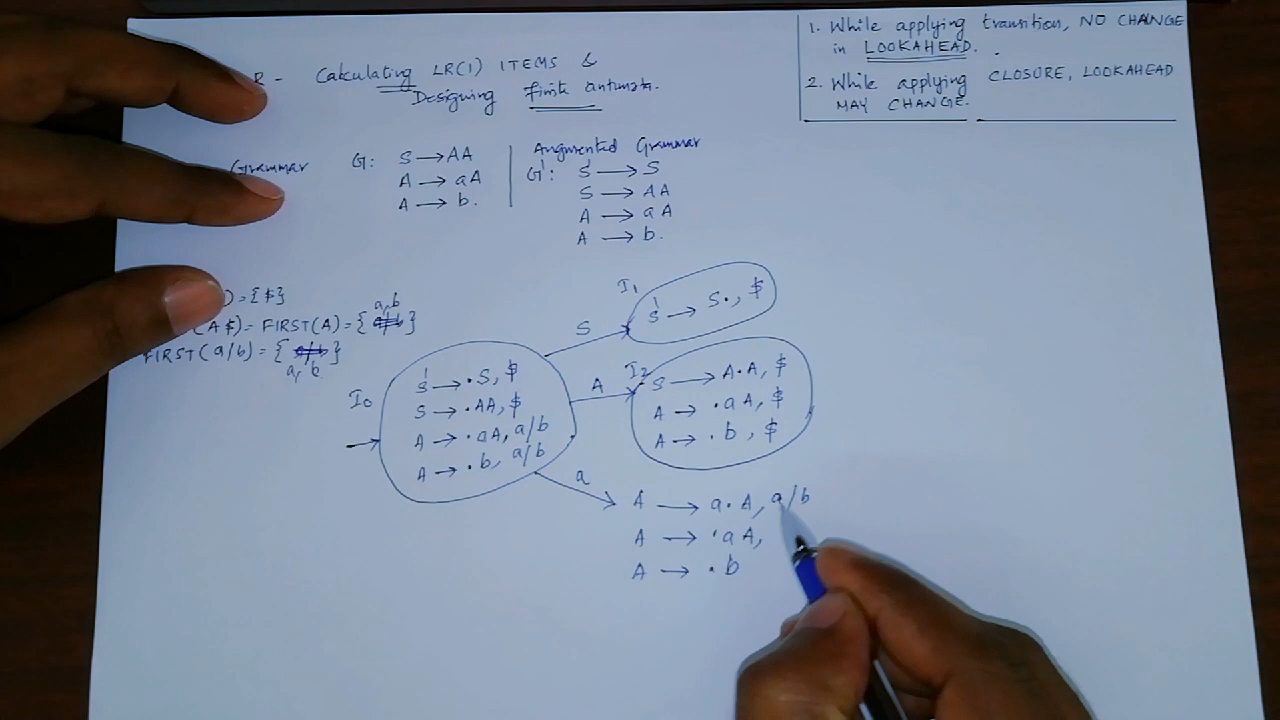 R - Calculating LR(1) ITEMS &
Designing finite automata.
1. While applying transition, NO CHANGE
in LOOKAHEAD.
2. While applying CLOSURE, LOOKAHEAD
MAY CHANGE.
Grammar G: S → AA
A → aA
A → b.
Augmented Grammar
G': S' → S
S → AA
A → aA
A → b.
) = {$}
(A$) = FIRST(A) = { a, b }
FIRST(a/b) = { a, b }
I0
S' → .S, $
S → .AA, $
A → .aA, a/b
A → .b, a/b
S
I1
S' → S., $
A
I2
S → A.A, $
A → .aA, $
A → .b, $
a
A → a.A, a/b
A → .aA,
A → .b